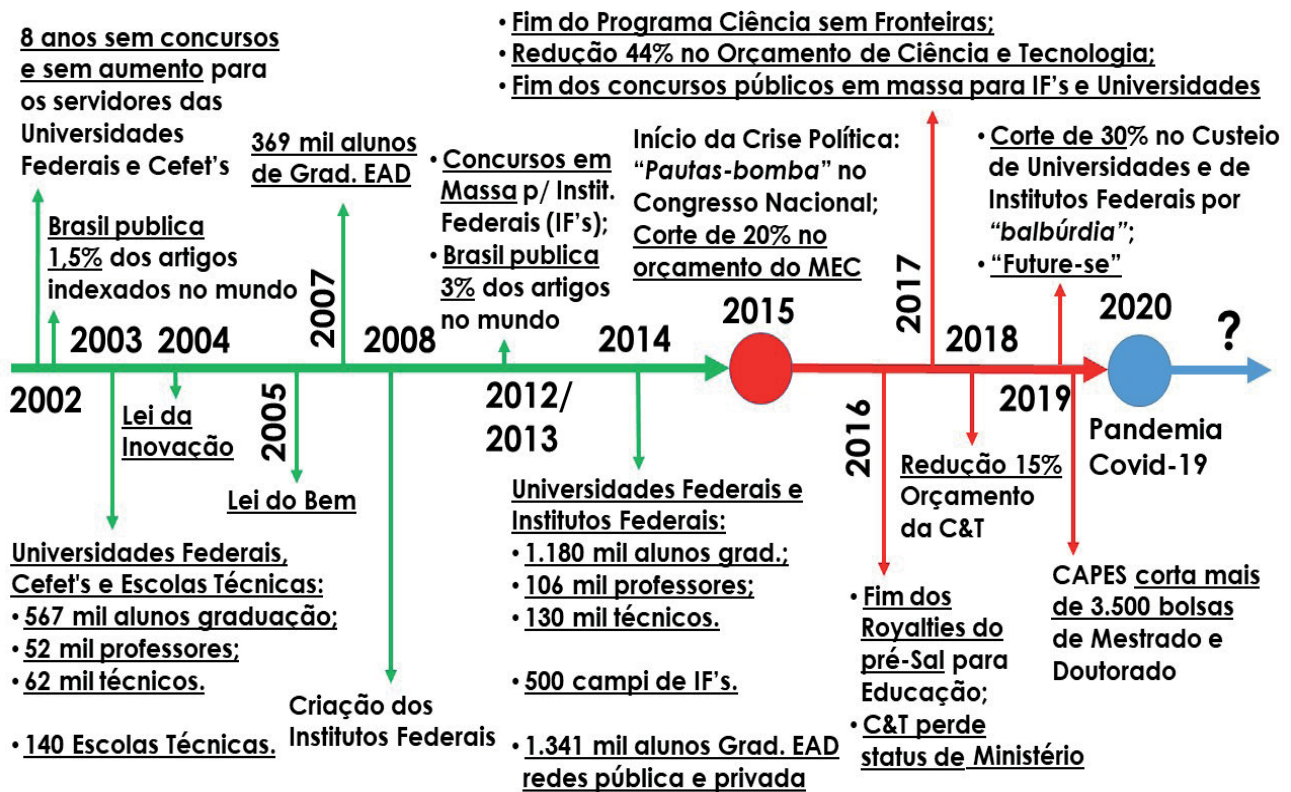 8 anos sem concursos
e sem aumento para
os servidores das
Universidades
Federais e Cefet's
Brasil publica
1,5% dos artigos
indexados no mundo
369 mil alunos
de Grad. EAD
• Concursos em
Massa p/ Instit.
Federais (IF's);
• Brasil publica
3% dos artigos
no mundo
• Fim do Programa Ciência sem Fronteiras;
• Redução 44% no Orçamento de Ciência e Tecnologia;
• Fim dos concursos públicos em massa para IF's e Universidades
Início da Crise Política:
"Pautas-bomba" no
Congresso Nacional;
Corte de 20% no
orçamento do MEC
• Corte de 30% no Custeio
de Universidades e de
Institutos Federais por
"balbúrdia";
• "Future-se"
2002
2003
2004
2005
2007
2008
2012/
2013
2014
2015
2016
2017
2018
2019
2020
?
Lei da
Inovação
Lei do Bem
Universidades Federais,
Cefet's e Escolas Técnicas:
• 567 mil alunos graduação;
• 52 mil professores;
• 62 mil técnicos.
• 140 Escolas Técnicas.
Criação dos
Institutos Federais
Universidades Federais e
Institutos Federais:
• 1.180 mil alunos grad.;
• 106 mil professores;
• 130 mil técnicos.
• 500 campi de IF's.
• 1.341 mil alunos Grad. EAD
redes pública e privada
• Fim dos
Royalties do
pré-Sal para
Educação;
• C&T perde
status de Ministério
Redução 15%
Orçamento
da C&T
CAPES corta mais
de 3.500 bolsas
de Mestrado e
Doutorado
Pandemia
Covid-19